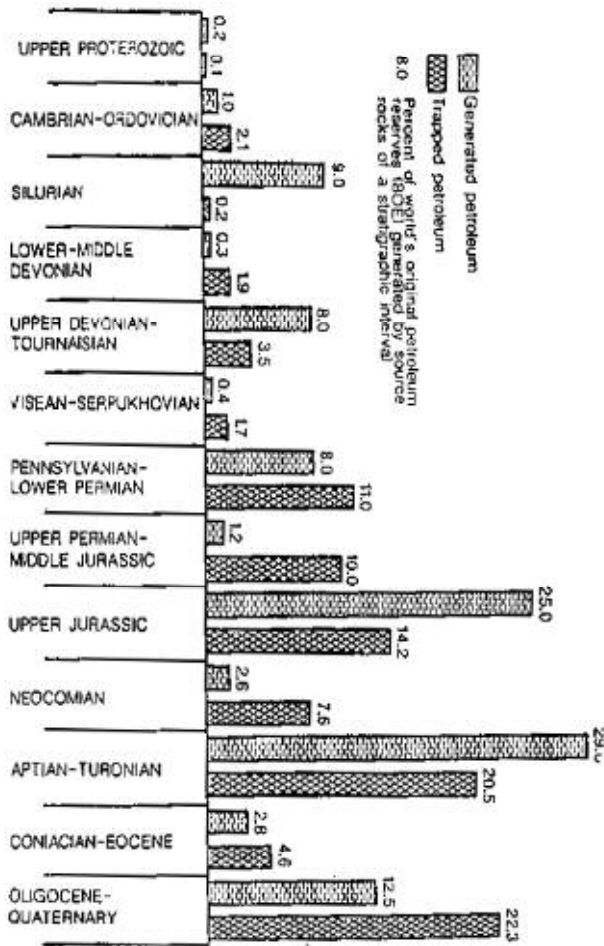 Generated petroleum
Trapped petroleum
8.0 Percent of world's original petroleum
reserves (BOE) generated by source
rocks of a stratigraphic interval
UPPER PROTEROZOIC
0.2
0.1
CAMBRIAN-ORDOVICIAN
1.0
2.1
SILURIAN
9.0
0.2
LOWER-MIDDLE
DEVONIAN
0.3
1.9
UPPER DEVONIAN-
TOURNAISIAN
8.0
3.5
VISEAN-SERPUKHOVIAN
0.4
1.7
PENNSYLVANIAN-
LOWER PERMIAN
8.0
11.0
UPPER PERMIAN-
MIDDLE JURASSIC
1.2
10.0
UPPER JURASSIC
25.0
14.2
NEOCOMIAN
2.6
APTIAN-TURONIAN
20.5
CONIACIAN-EOCENE
2.8
4.6
OLIGOCENE-
QUATERNARY
12.5
22.3